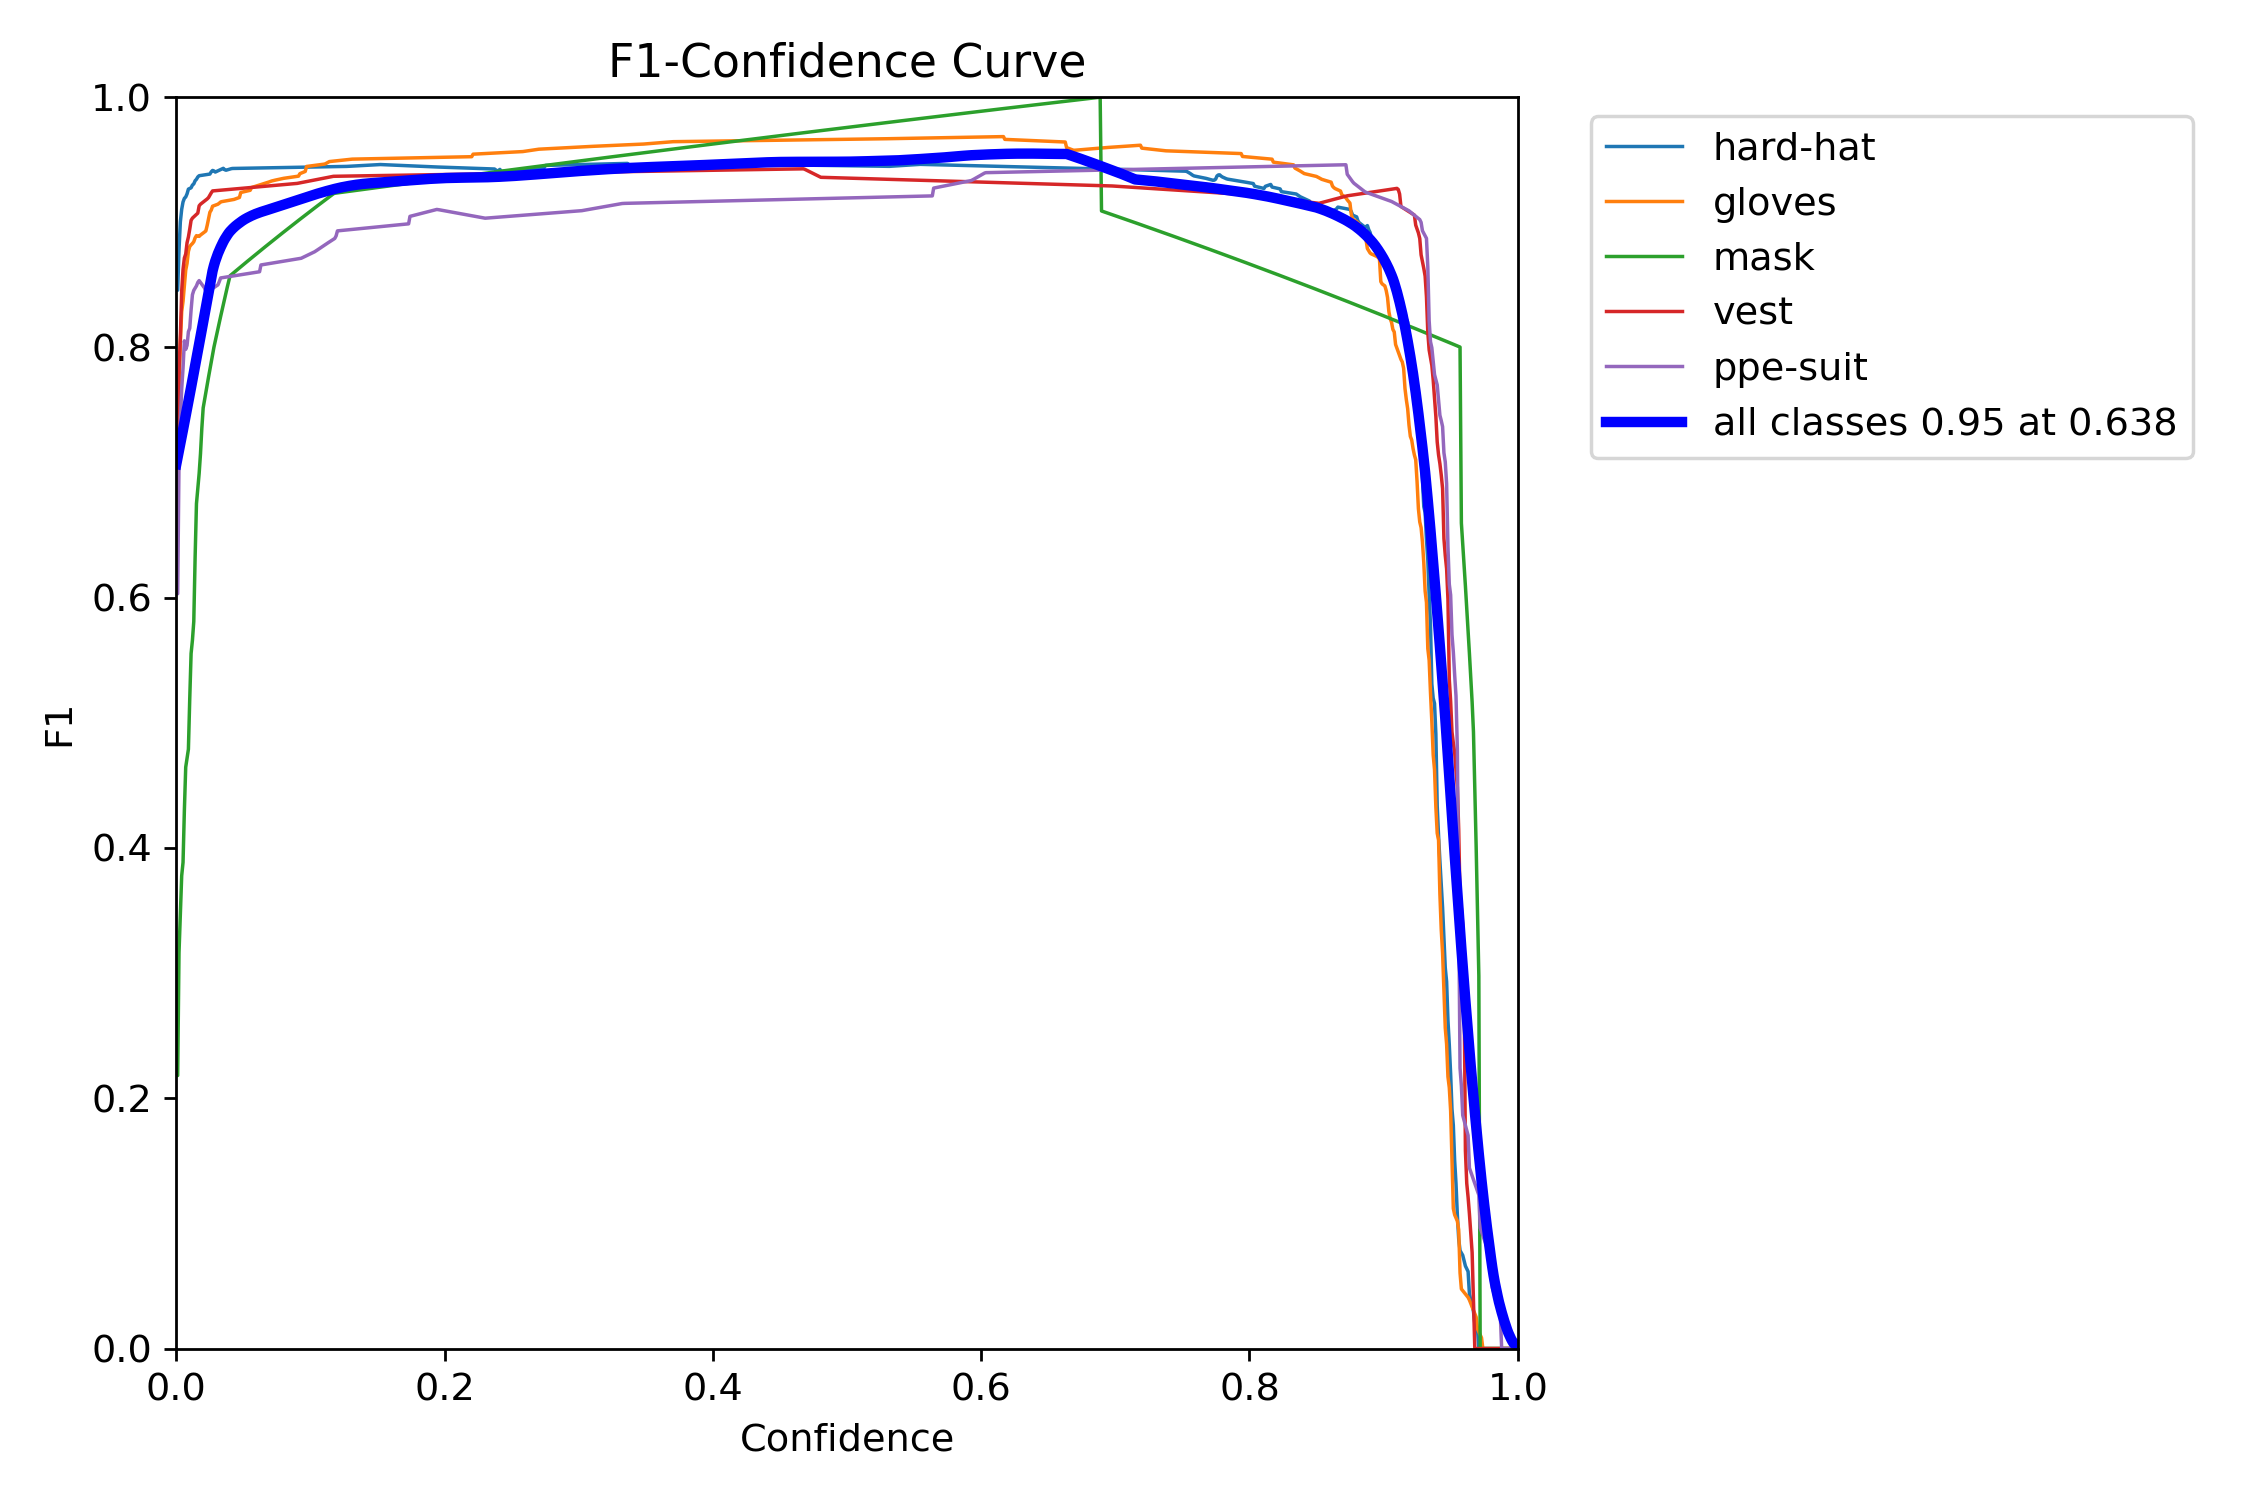 F1-Confidence Curve
1.0
0.8
0.6
0.4
0.2
0.0
F1
0.0 0.2 0.4 0.6 0.8 1.0
Confidence
hard-hat
gloves
mask
vest
ppe-suit
all classes 0.95 at 0.638